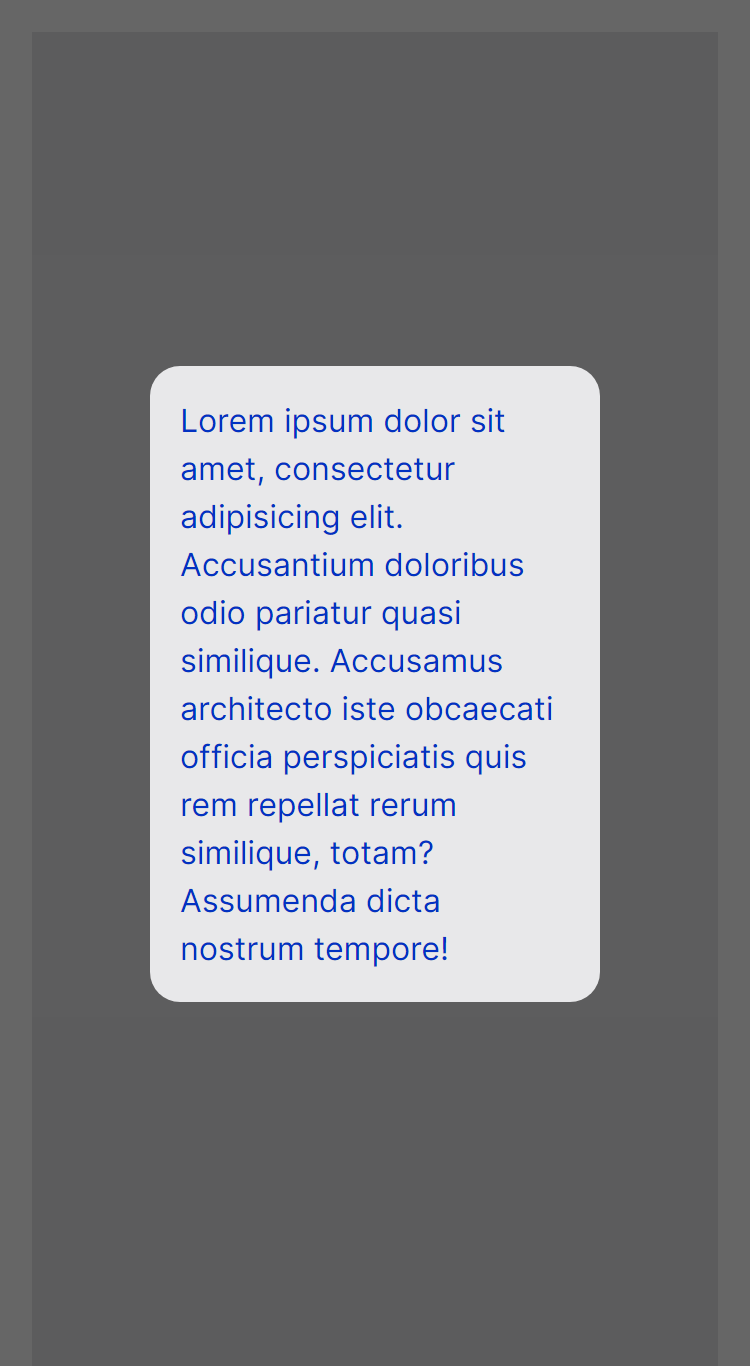 Lorem ipsum dolor sit
amet, consectetur
adipisicing elit.
Accusantium doloribus
odio pariatur quasi
similique. Accusamus
architecto iste obcaecati
officia perspiciatis quis
rem repellat rerum
similique, totam?
Assumenda dicta
nostrum tempore!